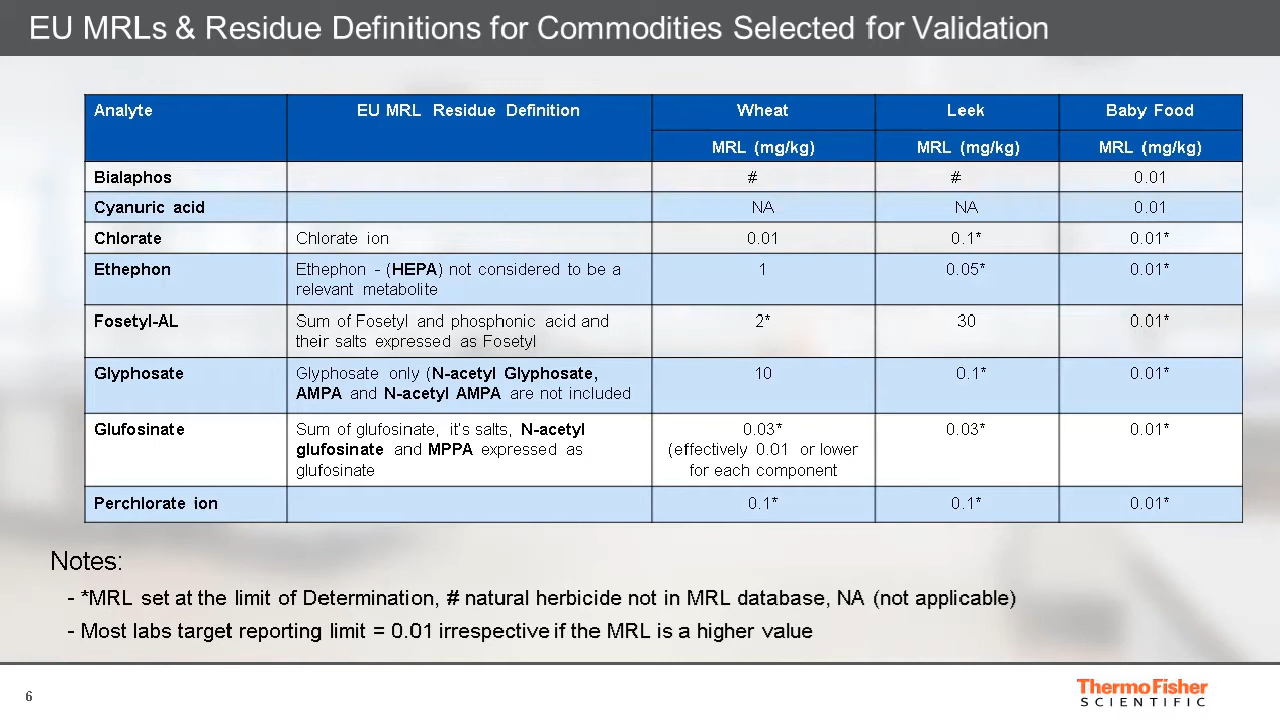 EU MRLs & Residue Definitions for Commodities Selected for Validation
Analyte EU MRL Residue Definition Wheat Leek Baby Food
MRL (mg/kg) MRL (mg/kg) MRL (mg/kg)
Bialaphos # # 0.01
Cyanuric acid NA NA 0.01
Chlorate Chlorate ion 0.01 0.1* 0.01*
Ethephon Ethephon - (HEPA) not considered to be a 1 0.05* 0.01*
relevant metabolite
Fosetyl-AL Sum of Fosetyl and phosphonic acid and 2* 30 0.01*
their salts expressed as Fosetyl
Glyphosate Glyphosate only (N-acetyl Glyphosate, 10 0.1* 0.01*
AMPA and N-acetyl AMPA are not included
Glufosinate Sum of glufosinate, it's salts, N-acetyl 0.03* 0.03* 0.01*
glufosinate and MPPA expressed as (effectively 0.01 or lower
glufosinate for each component
Perchlorate ion 0.1* 0.1* 0.01*
Notes:
- *MRL set at the limit of Determination, # natural herbicide not in MRL database, NA (not applicable)
- Most labs target reporting limit = 0.01 irrespective if the MRL is a higher value
6
ThermoFisher
SCIENTIFIC